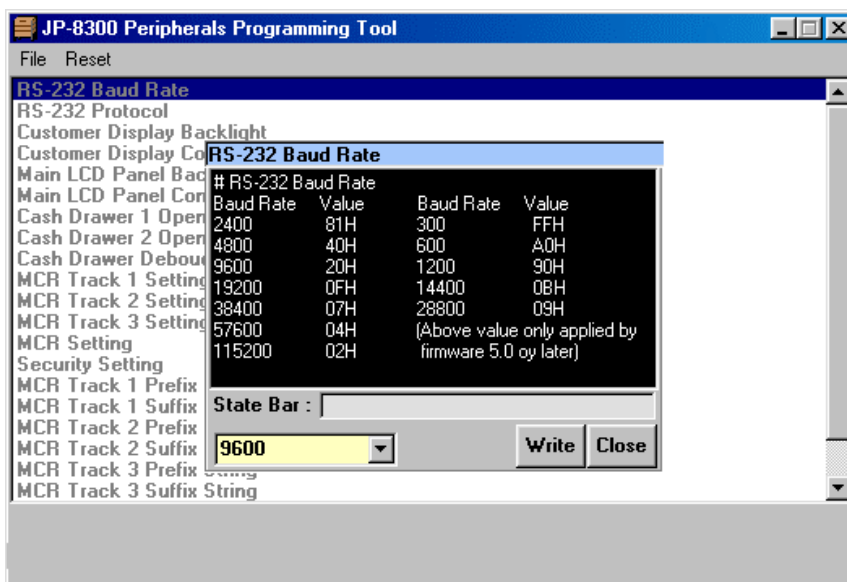 JP-8300 Peripherals Programming Tool
File Reset
RS-232 Baud Rate
RS-232 Protocol
Customer Display Backlight
Customer Display Co
Main LCD Panel Bac
Main LCD Panel Con
Cash Drawer 1 Open
Cash Drawer 2 Open
Cash Drawer Debou
MCR Track 1 Setting
MCR Track 2 Setting
MCR Track 3 Setting
MCR Setting
Security Setting
MCR Track 1 Prefix
MCR Track 1 Suffix
MCR Track 2 Prefix
MCR Track 2 Suffix
MCR Track 3 Prefix String
MCR Track 3 Suffix String
RS-232 Baud Rate
# RS-232 Baud Rate
Baud Rate Value Baud Rate Value
2400 81H 300 FFH
4800 40H 600 A0H
9600 20H 1200 90H
19200 0FH 14400 0BH
38400 07H 28800 09H
57600 04H (Above value only applied by
115200 02H firmware 5.0 oy later)
State Bar :
9600 Write Close